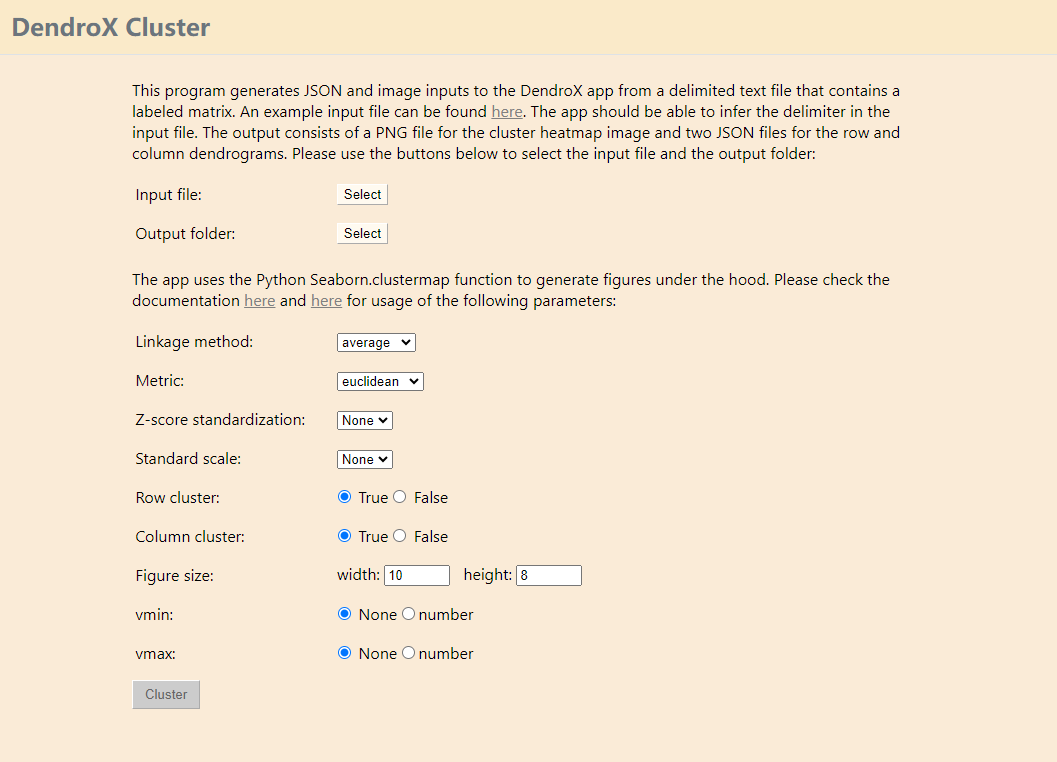 DendroX Cluster
This program generates JSON and image inputs to the DendroX app from a delimited text file that contains a
labeled matrix. An example input file can be found here. The app should be able to infer the delimiter in the
input file. The output consists of a PNG file for the cluster heatmap image and two JSON files for the row and
column dendrograms. Please use the buttons below to select the input file and the output folder:
Input file: Select
Output folder: Select
The app uses the Python Seaborn.clustermap function to generate figures under the hood. Please check the
documentation here and here for usage of the following parameters:
Linkage method: average
Metric: euclidean
Z-score standardization: None
Standard scale: None
Row cluster: True False
Column cluster: True False
Figure size: width: 10 height: 8
vmin: None number
vmax: None number
Cluster